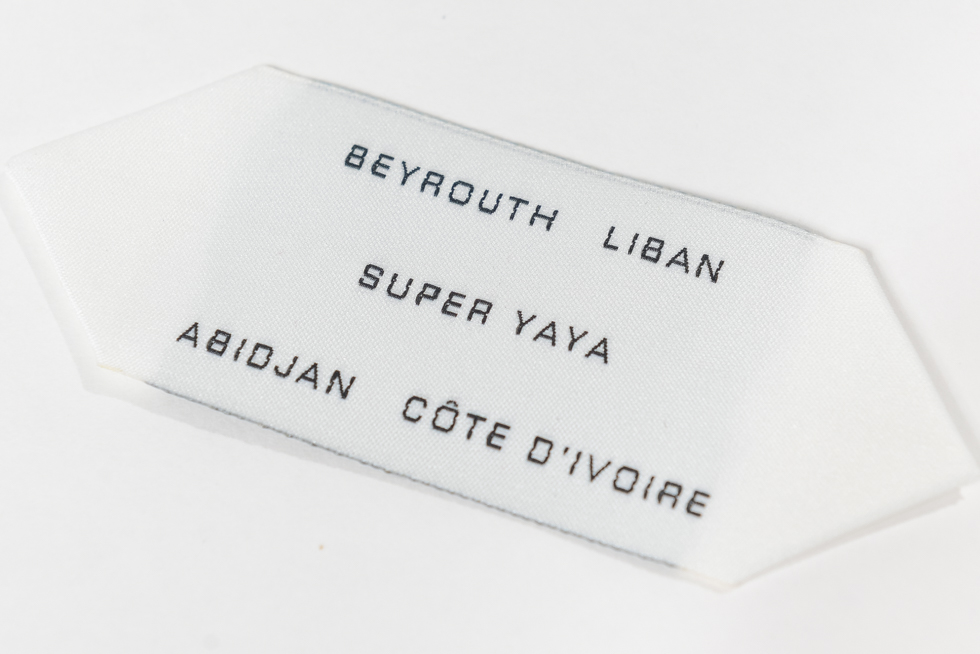 BEYROUTH LIBAN
SUPER YAYA
ABIDJAN CÔTE D'IVOIRE